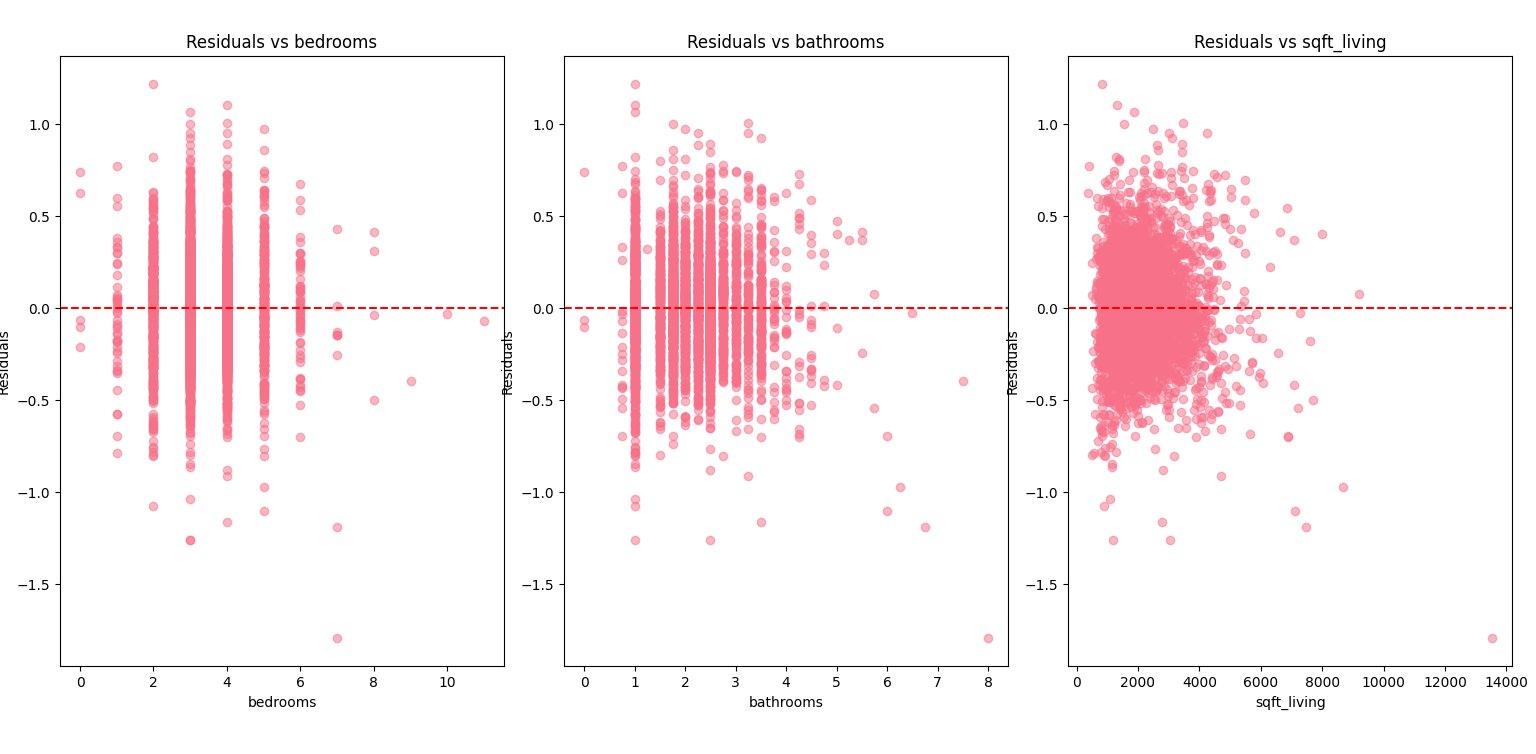 Residuals vs bedrooms
Residuals
1.0
0.5
0.0
−0.5
−1.0
−1.5
0 2 4 6 8 10
bedrooms
Residuals vs bathrooms
Residuals
1.0
0.5
0.0
−0.5
−1.0
−1.5
0 1 2 3 4 5 6 7 8
bathrooms
Residuals vs sqft_living
Residuals
1.0
0.5
0.0
−0.5
−1.0
−1.5
0 2000 4000 6000 8000 10000 12000 14000
sqft_living